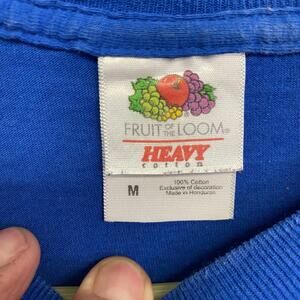 FRUIT OF THE LOOM®
HEAVY
cotton
M
100% Cotton
Exclusive of decoration
Made in Honduras